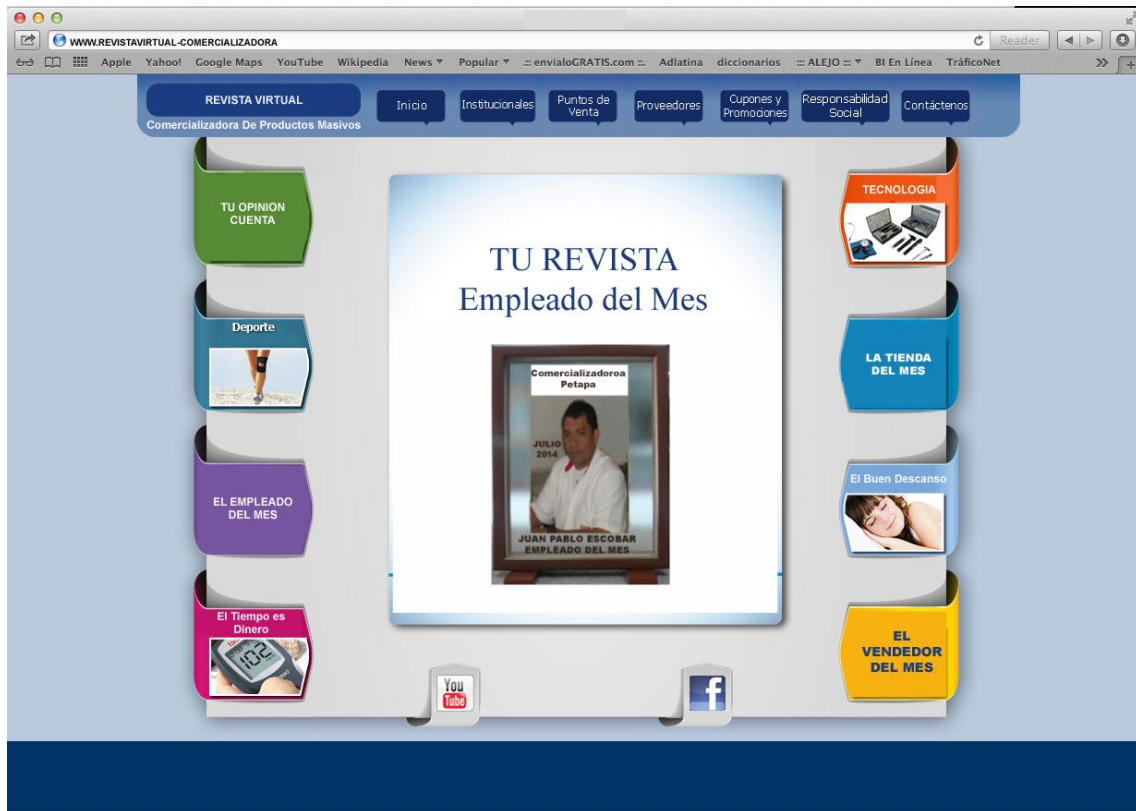 WWW.REVISTAVIRTUAL-COMERCIALIZADORA
Reader
Apple Yahoo! Google Maps YouTube Wikipedia News Popular .:: envialoGRATIS.com ::. Adlatina diccionarios ::: ALEJO ::: BI En Línea TráficoNet
REVISTA VIRTUAL
Comercializadora De Productos Masivos
Inicio
Institucionales
Puntos de
Venta
Proveedores
Cupones y
Promociones
Responsabilidad
Social
Contáctenos
TU OPINION
CUENTA
Deporte
EL EMPLEADO
DEL MES
El Tiempo es
Dinero
102
TU REVISTA
Empleado del Mes
Comercializadoroa
Petapa
JULIO
2014
JUAN PABLO ESCOBAR
EMPLEADO DEL MES
TECNOLOGIA
LA TIENDA
DEL MES
El Buen Descanso
EL
VENDEDOR
DEL MES
You
Tube
f